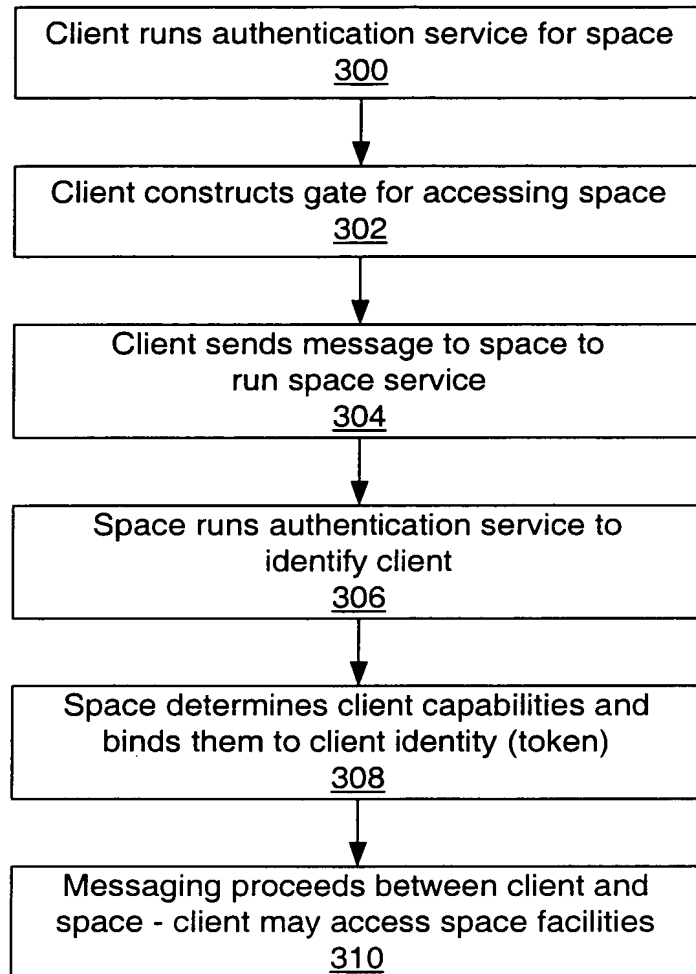 Client runs authentication service for space
300
Client constructs gate for accessing space
302
Client sends message to space to
run space service
304
Space runs authentication service to
identify client
306
Space determines client capabilities and
binds them to client identity (token)
308
Messaging proceeds between client and
space - client may access space facilities
310